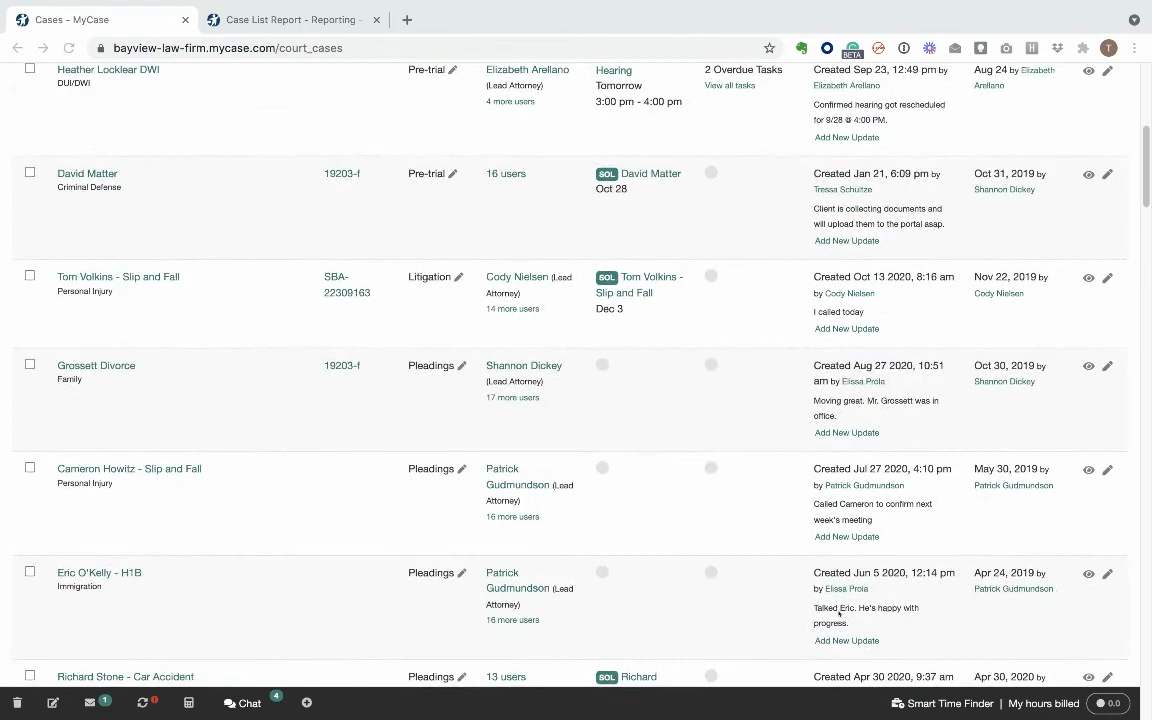 Cases - MyCase
Case List Report - Reporting -
bayview-law-firm.mycase.com/court_cases
BETA
T
Heather Locklear DWI
DUI/DWI
Pre-trial
Elizabeth Arellano
(Lead Attorney)
4 more users
Hearing
Tomorrow
3:00 pm - 4:00 pm
2 Overdue Tasks
View all tasks
Created Sep 23, 12:49 pm by
Elizabeth Arellano
Confirmed hearing got rescheduled
for 9/28 @ 4:00 PM.
Add New Update
Aug 24 by Elizabeth
Arellano
David Matter
Criminal Defense
19203-f
Pre-trial
16 users
SOL David Matter
Oct 28
Created Jan 21, 6:09 pm by
Tressa Schultze
Client is collecting documents and
will upload them to the portal asap.
Add New Update
Oct 31, 2019 by
Shannon Dickey
Tom Volkins - Slip and Fall
Personal Injury
SBA-
22309163
Litigation
Cody Nielsen (Lead
Attorney)
14 more users
SOL Tom Volkins -
Slip and Fall
Dec 3
Created Oct 13 2020, 8:16 am
by Cody Nielsen
I called today
Add New Update
Nov 22, 2019 by
Cody Nielsen
Grossett Divorce
Family
19203-f
Pleadings
Shannon Dickey
(Lead Attorney)
17 more users
Created Aug 27 2020, 10:51
am by Elissa Prola
Moving great. Mr. Grossett was in
office.
Add New Update
Oct 30, 2019 by
Shannon Dickey
Cameron Howitz - Slip and Fall
Personal Injury
Pleadings
Patrick
Gudmundson (Lead
Attorney)
16 more users
Created Jul 27 2020, 4:10 pm
by Patrick Gudmundson
Called Cameron to confirm next
week's meeting
Add New Update
May 30, 2019 by
Patrick Gudmundson
Eric O'Kelly - H1B
Immigration
Pleadings
Patrick
Gudmundson (Lead
Attorney)
16 more users
Created Jun 5 2020, 12:14 pm
by Elissa Prola
Talked Eric. He's happy with
progress.
Add New Update
Apr 24, 2019 by
Patrick Gudmundson
Richard Stone - Car Accident
Pleadings
13 users
SOL Richard
Created Apr 30 2020, 9:37 am
Apr 30, 2020 by
1
Chat
4
Smart Time Finder | My hours billed
0.0